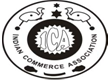 INDIAN COMMERCE ASSOCIATION
ICA